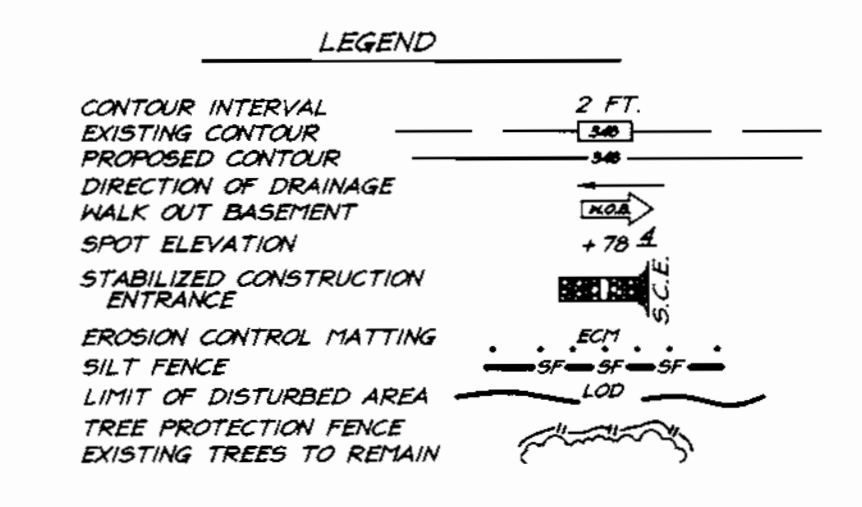 LEGEND
CONTOUR INTERVAL 2 FT.
EXISTING CONTOUR 348
PROPOSED CONTOUR 348
DIRECTION OF DRAINAGE
WALK OUT BASEMENT W.O.B.
SPOT ELEVATION + 78 4
STABILIZED CONSTRUCTION
ENTRANCE S.C.E.
EROSION CONTROL MATTING ECM
SILT FENCE SF SF SF
LIMIT OF DISTURBED AREA LOD
TREE PROTECTION FENCE
EXISTING TREES TO REMAIN